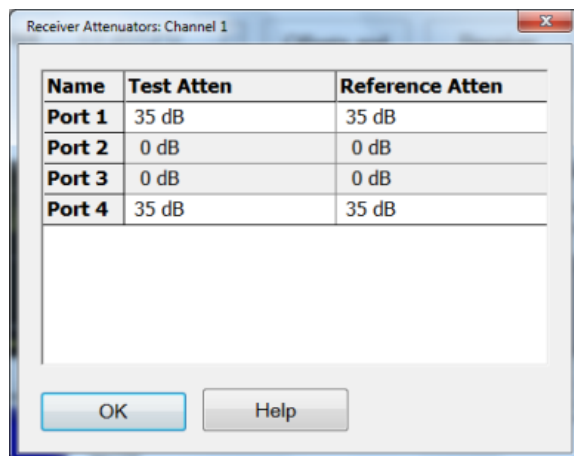 Receiver Attenuators: Channel 1
Name Test Atten Reference Atten
Port 1 35 dB 35 dB
Port 2 0 dB 0 dB
Port 3 0 dB 0 dB
Port 4 35 dB 35 dB
OK Help